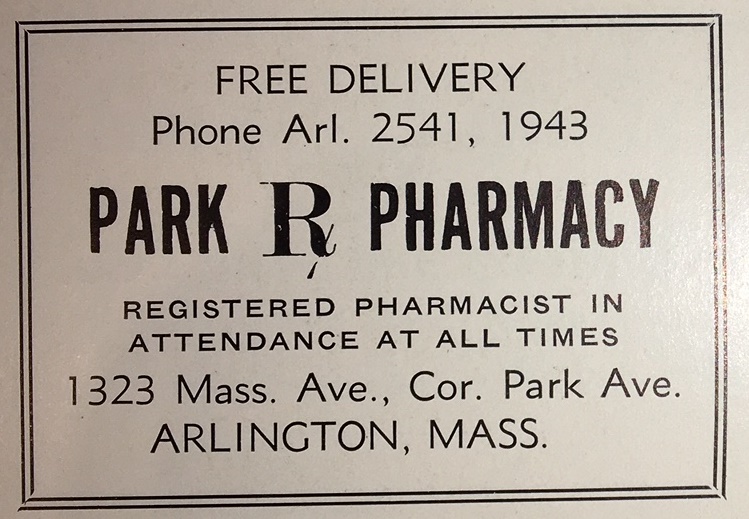 FREE DELIVERY
Phone Arl. 2541, 1943
PARK ℞ PHARMACY
REGISTERED PHARMACIST IN
ATTENDANCE AT ALL TIMES
1323 Mass. Ave., Cor. Park Ave.
ARLINGTON, MASS.